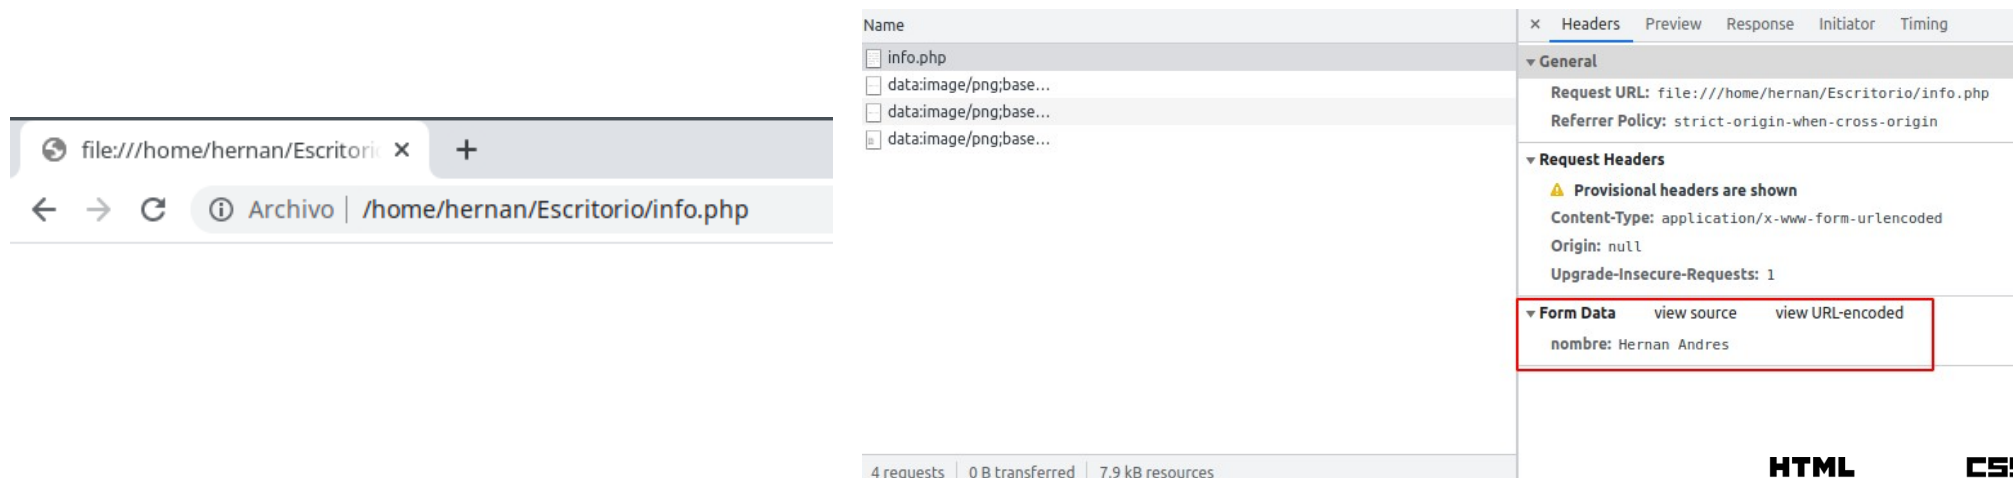 file:///home/hernan/Escritori
Archivo | /home/hernan/Escritorio/info.php
Name
info.php
data:image/png;base...
data:image/png;base...
data:image/png;base...
4 requests | 0 B transferred | 7.9 kB resources
× Headers Preview Response Initiator Timing
General
Request URL: file:///home/hernan/Escritorio/info.php
Referrer Policy: strict-origin-when-cross-origin
Request Headers
Provisional headers are shown
Content-Type: application/x-www-form-urlencoded
Origin: null
Upgrade-Insecure-Requests: 1
Form Data view source view URL-encoded
nombre: Hernan Andres
HTML CSS